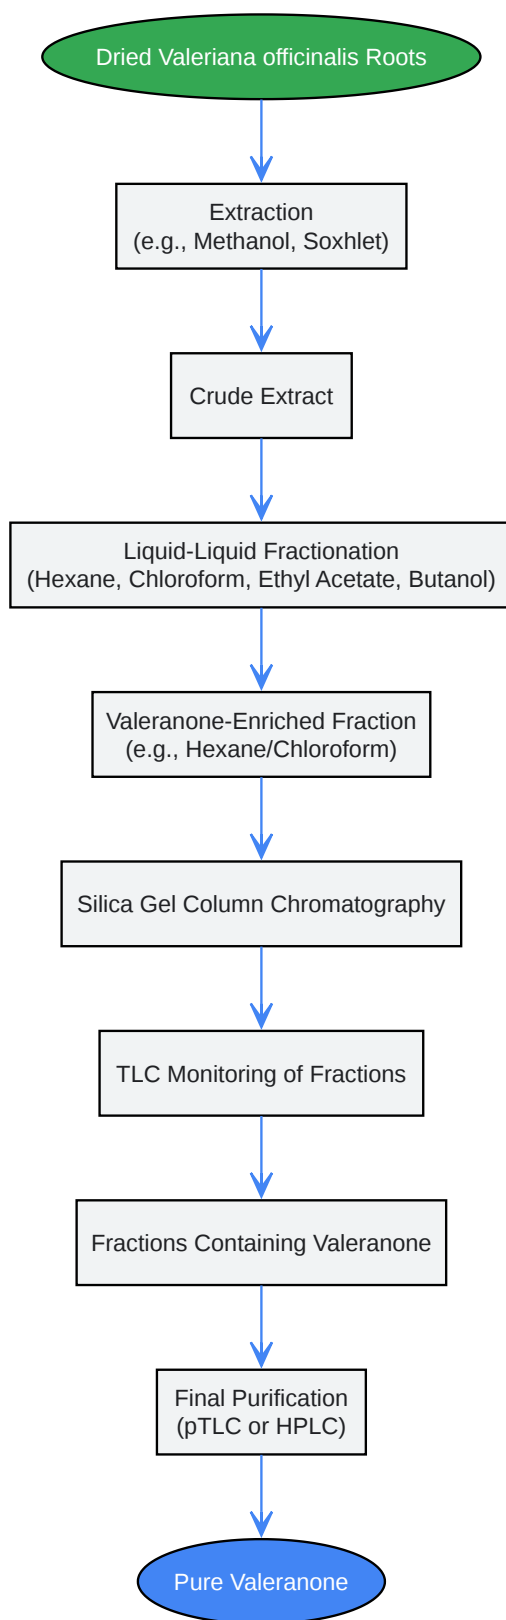 Dried Valeriana officinalis Roots
Extraction
(e.g., Methanol, Soxhlet)
Crude Extract
Liquid-Liquid Fractionation
(Hexane, Chloroform, Ethyl Acetate, Butanol)
Valeranone-Enriched Fraction
(e.g., Hexane/Chloroform)
Silica Gel Column Chromatography
TLC Monitoring of Fractions
Fractions Containing Valeranone
Final Purification
(pTLC or HPLC)
Pure Valeranone